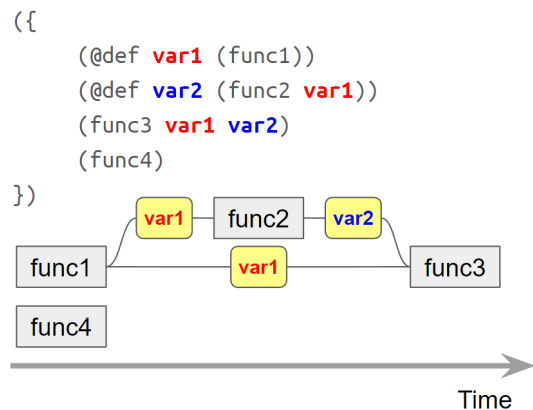 ({
(@def var1 (func1))
(@def var2 (func2 var1))
(func3 var1 var2)
(func4)
})
var1 func2 var2
func1 var1 func3
func4
Time